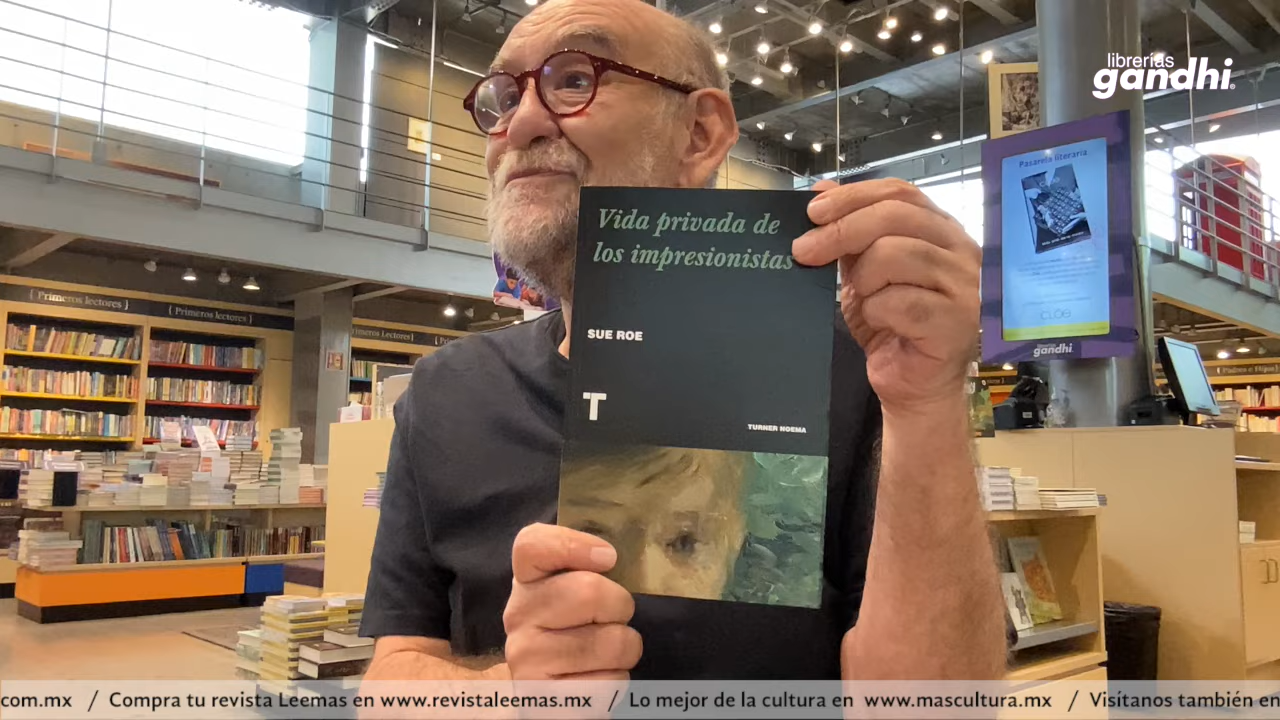 librerías
gandhi
Pasarela literaria
Vida privada de
los impresionistas
SUE ROE
T
TURNER NOEMA
{ Primeros lectores }
{ Primeros lectores }
Primeros Lectores }
CLUB
librerías
gandhi
com.mx / Compra tu revista Leemas en www.revistaleemas.mx / Lo mejor de la cultura en www.mascultura.mx / Visítanos también en